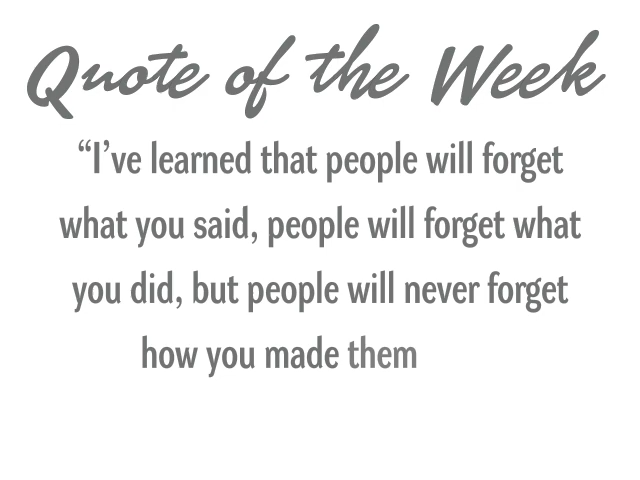 Quote of the Week
“I’ve learned that people will forget
what you said, people will forget what
you did, but people will never forget
how you made them